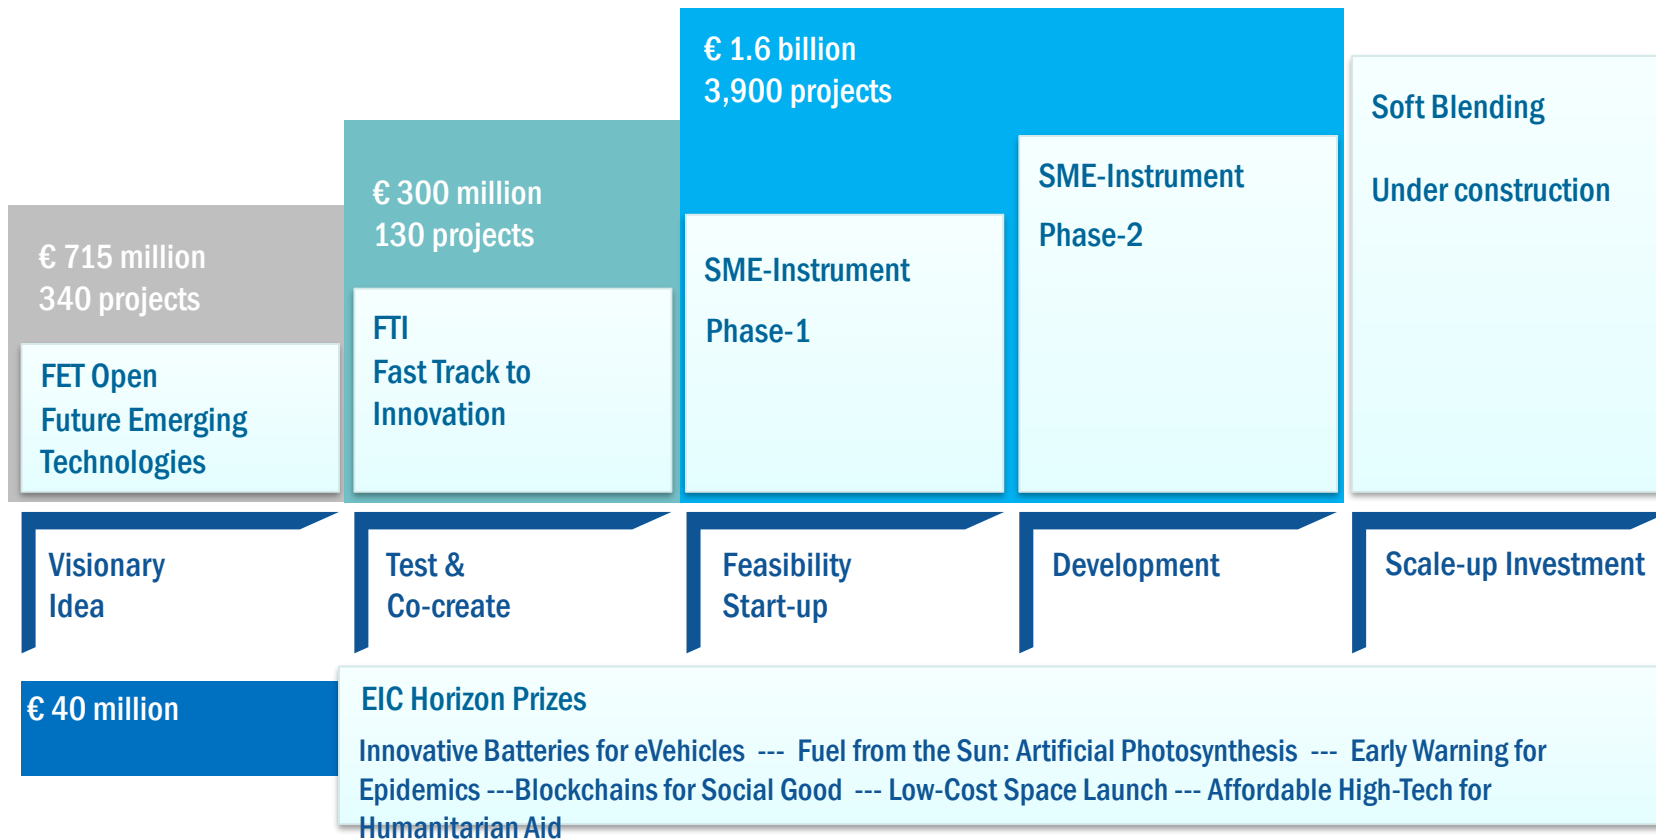 € 1.6 billion
3,900 projects
Soft Blending
Under construction
SME-Instrument
Phase-2
€ 300 million
130 projects
SME-Instrument
Phase-1
€ 715 million
340 projects
FTI
Fast Track to
Innovation
FET Open
Future Emerging
Technologies
Visionary
Idea
Test &
Co-create
Feasibility
Start-up
Development
Scale-up Investment
€ 40 million
EIC Horizon Prizes
Innovative Batteries for eVehicles --- Fuel from the Sun: Artificial Photosynthesis --- Early Warning for
Epidemics ---Blockchains for Social Good --- Low-Cost Space Launch --- Affordable High-Tech for
Humanitarian Aid